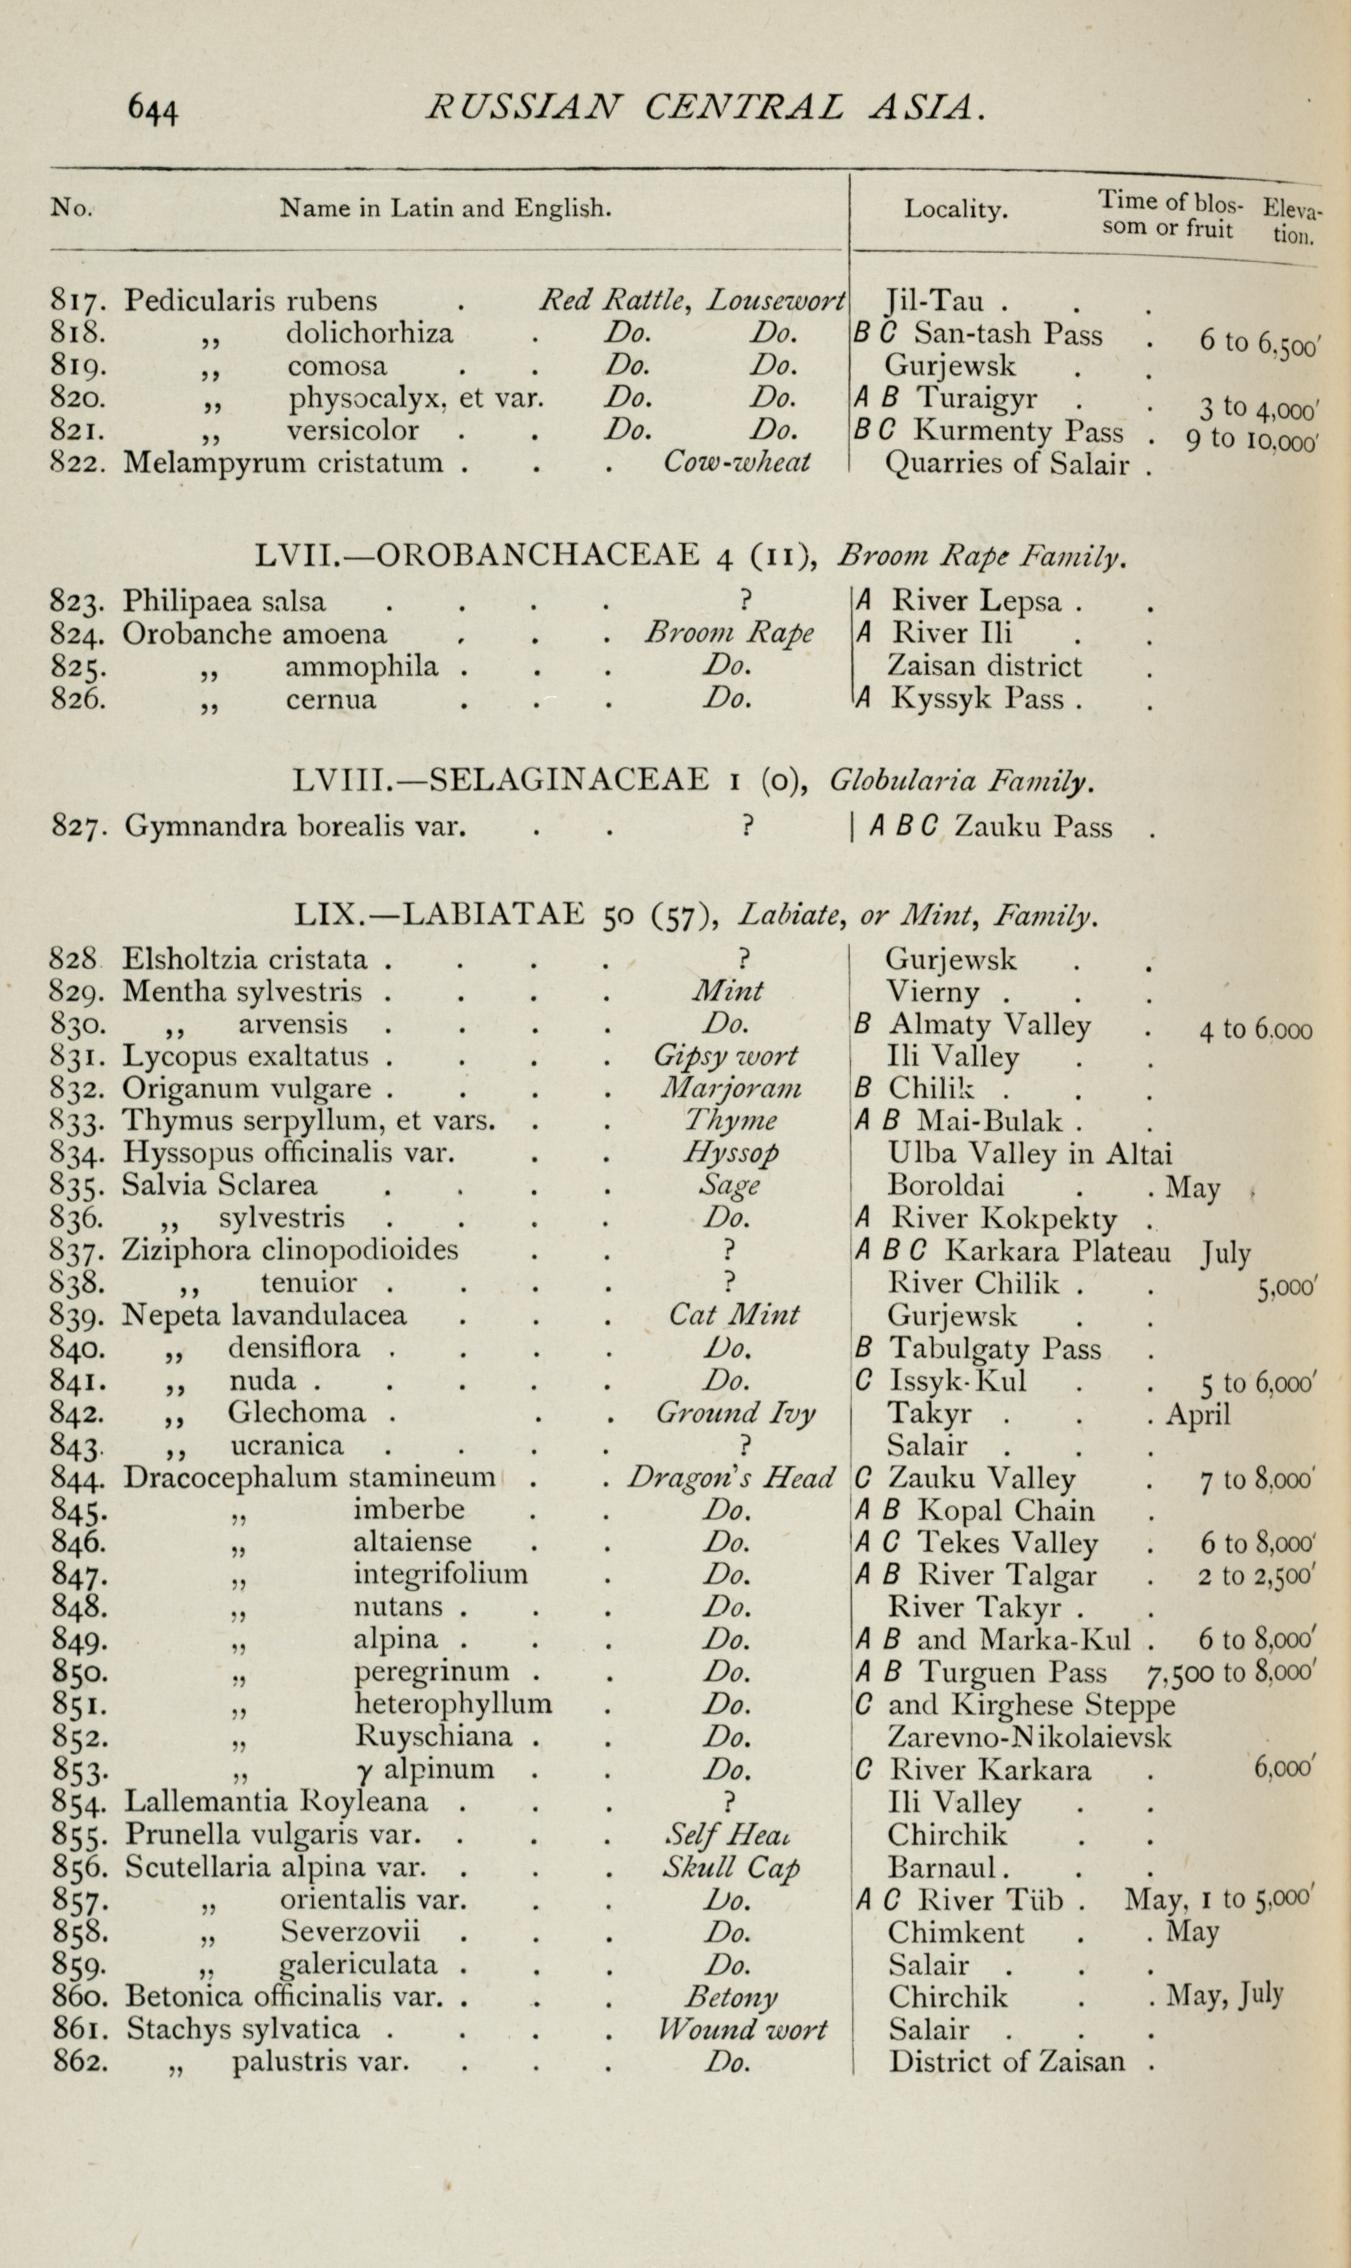 644 RUSSIAN CENTRAL ASIA.
No. Name in Latin and English. Locality. Time of blos- Eleva-
som or fruit tion.
817. Pedicularis rubens . Red Rattle, Lousewort Jil-Tau . . .
818. ,, dolichorhiza . Do. Do. B C San-tash Pass . 6 to 6,500′
819. ,, comosa . . Do. Do. Gurjewsk . .
820. ,, physocalyx, et var. Do. Do. A B Turaigyr . . 3 to 4,000′
821. ,, versicolor . . Do. Do. B C Kurmenty Pass . 9 to 10,000′
822. Melampyrum cristatum . . . Cow-wheat Quarries of Salair .
LVII.—OROBANCHACEAE 4 (11), Broom Rape Family.
823. Philipaea salsa . . . . ? A River Lepsa . .
824. Orobanche amoena . . . Broom Rape A River Ili . .
825. ,, ammophila . . . Do. Zaisan district .
826. ,, cernua . . . Do. A Kyssyk Pass . .
LVIII.—SELAGINACEAE 1 (0), Globularia Family.
827. Gymnandra borealis var. . . ? A B C Zauku Pass .
LIX.—LABIATAE 50 (57), Labiate, or Mint, Family.
828. Elsholtzia cristata . . . . ? Gurjewsk . .
829. Mentha sylvestris . . . . Mint Vierny . . .
830. ,, arvensis . . . . Do. B Almaty Valley . 4 to 6.000
831. Lycopus exaltatus . . . . Gipsy wort Ili Valley . .
832. Origanum vulgare . . . . Marjoram B Chilik . . .
833. Thymus serpyllum, et vars. . . Thyme A B Mai-Bulak . .
834. Hyssopus officinalis var. . . Hyssop Ulba Valley in Altai
835. Salvia Sclarea . . . . Sage Boroldai . . May
836. ,, sylvestris . . . . Do. A River Kokpekty .
837. Ziziphora clinopodioides . . ? A B C Karkara Plateau July
838. ,, tenuior . . . . ? River Chilik . . 5,000′
839. Nepeta lavandulacea . . . Cat Mint Gurjewsk . .
840. ,, densiflora . . . . Do. B Tabulgaty Pass .
841. ,, nuda . . . . . Do. C Issyk-Kul . . 5 to 6,000′
842. ,, Glechoma . . . Ground Ivy Takyr . . . April
843. ,, ucranica . . . . ? Salair . . .
844. Dracocephalum stamineum . . Dragon's Head C Zauku Valley . 7 to 8,000′
845. ,, imberbe . . Do. A B Kopal Chain .
846. ,, altaiense . . Do. A C Tekes Valley . 6 to 8,000′
847. ,, integrifolium . Do. A B River Talgar . 2 to 2,500′
848. ,, nutans . . . Do. River Takyr . .
849. ,, alpina . . . Do. A B and Marka-Kul . 6 to 8,000′
850. ,, peregrinum . . Do. A B Turguen Pass 7,500 to 8,000′
851. ,, heterophyllum . Do. C and Kirghese Steppe
852. ,, Ruyschiana . . Do. Zarevno-Nikolaievsk
853. ,, γ alpinum . . Do. C River Karkara . 6,000′
854. Lallemantia Royleana . . . ? Ili Valley . .
855. Prunella vulgaris var. . . . Self Heal Chirchik . .
856. Scutellaria alpina var. . . . Skull Cap Barnaul . . .
857. ,, orientalis var. . . Do. A C River Tüb . May, 1 to 5,000′
858. ,, Severzovii . . . Do. Chimkent . . May
859. ,, galericulata . . . Do. Salair . . .
860. Betonica officinalis var. . . . Betony Chirchik . . May, July
861. Stachys sylvatica . . . . Wound wort Salair . . .
862. ,, palustris var. . . . Do. District of Zaisan .